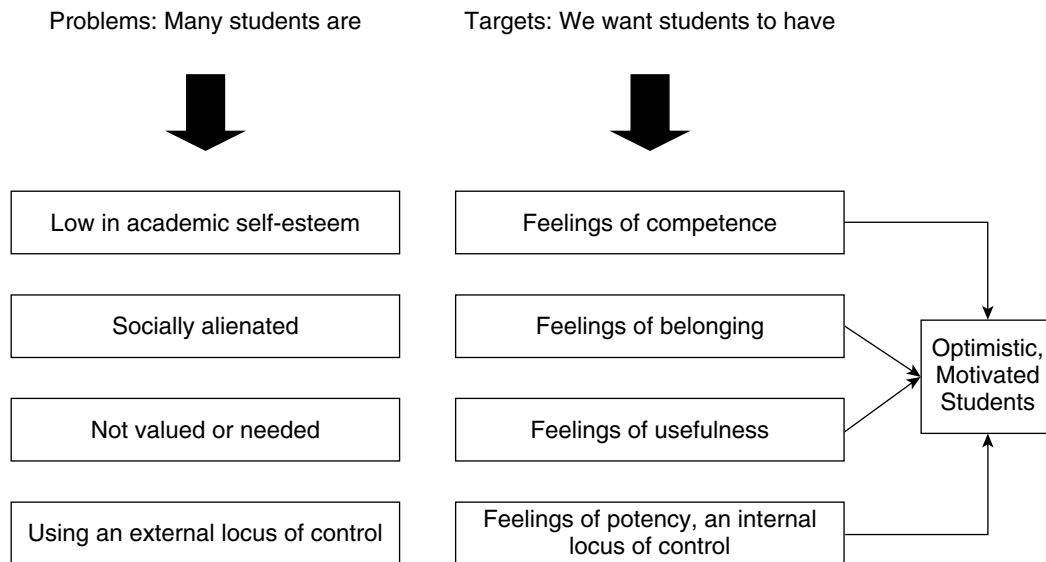 Problems: Many students are
Targets: We want students to have
Low in academic self-esteem
Feelings of competence
Socially alienated
Feelings of belonging
Not valued or needed
Feelings of usefulness
Using an external locus of control
Feelings of potency, an internal
locus of control
Optimistic,
Motivated
Students